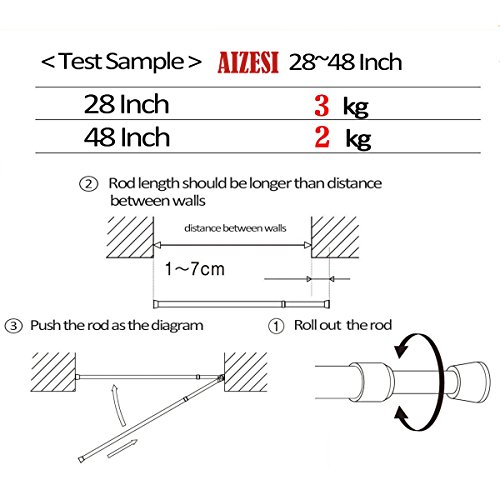 < Test Sample > AIZESI 28~48 Inch
28 Inch 3 kg
48 Inch 2 kg
② Rod length should be longer than distance
between walls
distance between walls
1~7cm
③ Push the rod as the diagram
① Roll out the rod